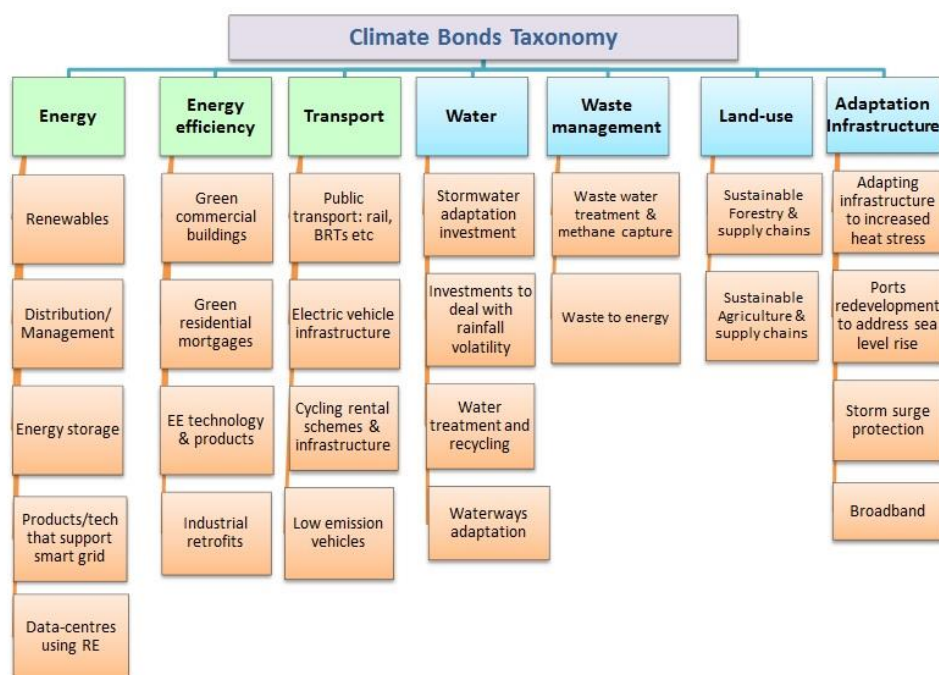 Climate Bonds Taxonomy
Energy
Renewables
Distribution/
Management
Energy storage
Products/tech
that support
smart grid
Data-centres
using RE
Energy
efficiency
Green
commercial
buildings
Green
residential
mortgages
EE technology
& products
Industrial
retrofits
Transport
Public
transport: rail,
BRTs etc
Electric vehicle
infrastructure
Cycling rental
schemes &
infrastructure
Low emission
vehicles
Water
Stormwater
adaptation
investment
Investments to
deal with
rainfall
volatility
Water
treatment and
recycling
Waterways
adaptation
Waste
management
Waste water
treatment &
methane capture
Waste to energy
Land-use
Sustainable
Forestry &
supply chains
Sustainable
Agriculture &
supply chains
Adaptation
Infrastructure
Adapting
infrastructure
to increased
heat stress
Ports
redevelopment
to address sea
level rise
Storm surge
protection
Broadband